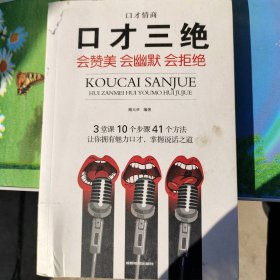 口才情商
口才三绝
会赞美 会幽默 会拒绝
KOUCAI SANJUE
HUI ZANMEI HUI YOUMO HUI JUJUE
编著
3堂课 10个步骤 41个方法
让你拥有魅力口才，掌握说话之道